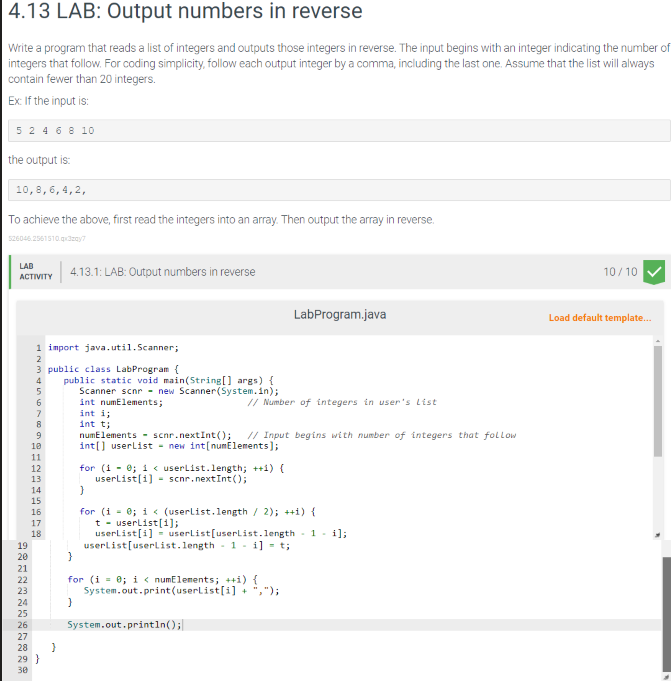 4.13 LAB: Output numbers in reverse
Write a program that reads a list of integers and outputs those integers in reverse. The input begins with an integer indicating the number of
integers that follow. For coding simplicity, follow each output integer by a comma, including the last one. Assume that the list will always
contain fewer than 20 integers.
Ex: If the input is:
5 2 4 6 8 10
the output is:
10,8,6,4,2,
To achieve the above, first read the integers into an array. Then output the array in reverse.
LAB
ACTIVITY
4.13.1: LAB: Output numbers in reverse
10 / 10
LabProgram.java
Load default template...
1 import java.util.Scanner;
2
3 public class LabProgram {
4 public static void main(String[] args) {
5 Scanner scnr = new Scanner(System.in);
6 int numElements; // Number of integers in user's list
7 int i;
8 int t;
9 numElements = scnr.nextInt(); // Input begins with number of integers that follow
10 int[] userList = new int[numElements];
11
12 for (i = 0; i < userList.length; ++i) {
13 userList[i] = scnr.nextInt();
14 }
15
16 for (i = 0; i < (userList.length / 2); ++i) {
17 t = userList[i];
18 userList[i] = userList[userList.length - 1 - i];
19 userList[userList.length - 1 - i] = t;
20 }
21
22 for (i = 0; i < numElements; ++i) {
23 System.out.print(userList[i] + ",");
24 }
25
26 System.out.println();
27
28 }
29 }
30